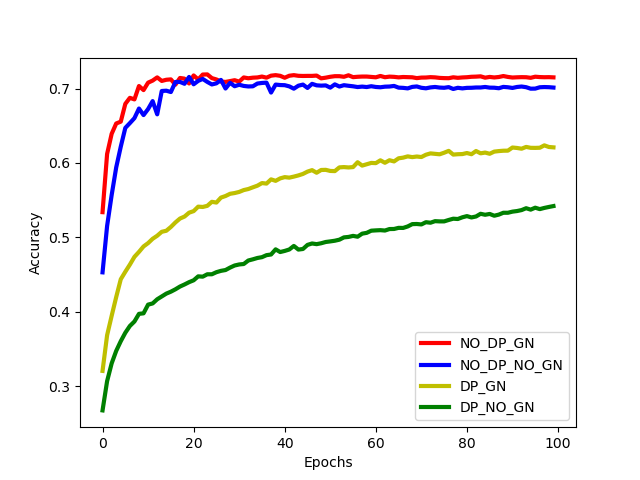 0.7
0.6
0.5
0.4
0.3
Accuracy
0
20
40
60
80
100
Epochs
NO_DP_GN
NO_DP_NO_GN
DP_GN
DP_NO_GN